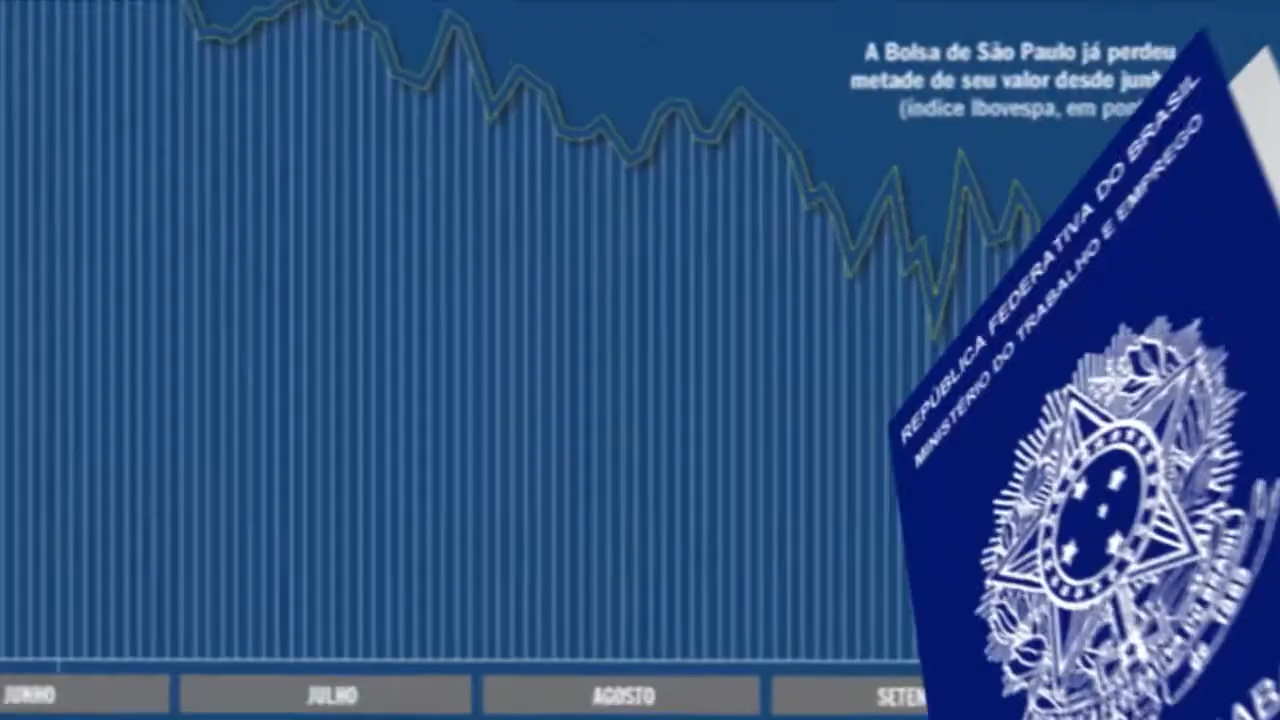 A Bolsa de São Paulo já perdeu
metade de seu valor desde
(índice Ibovespa, em
REPÚBLICA FEDERATIVA DO BRASIL
MINISTÉRIO DO TRABALHO E EMPREGO
JUNHO
JULHO
AGOSTO